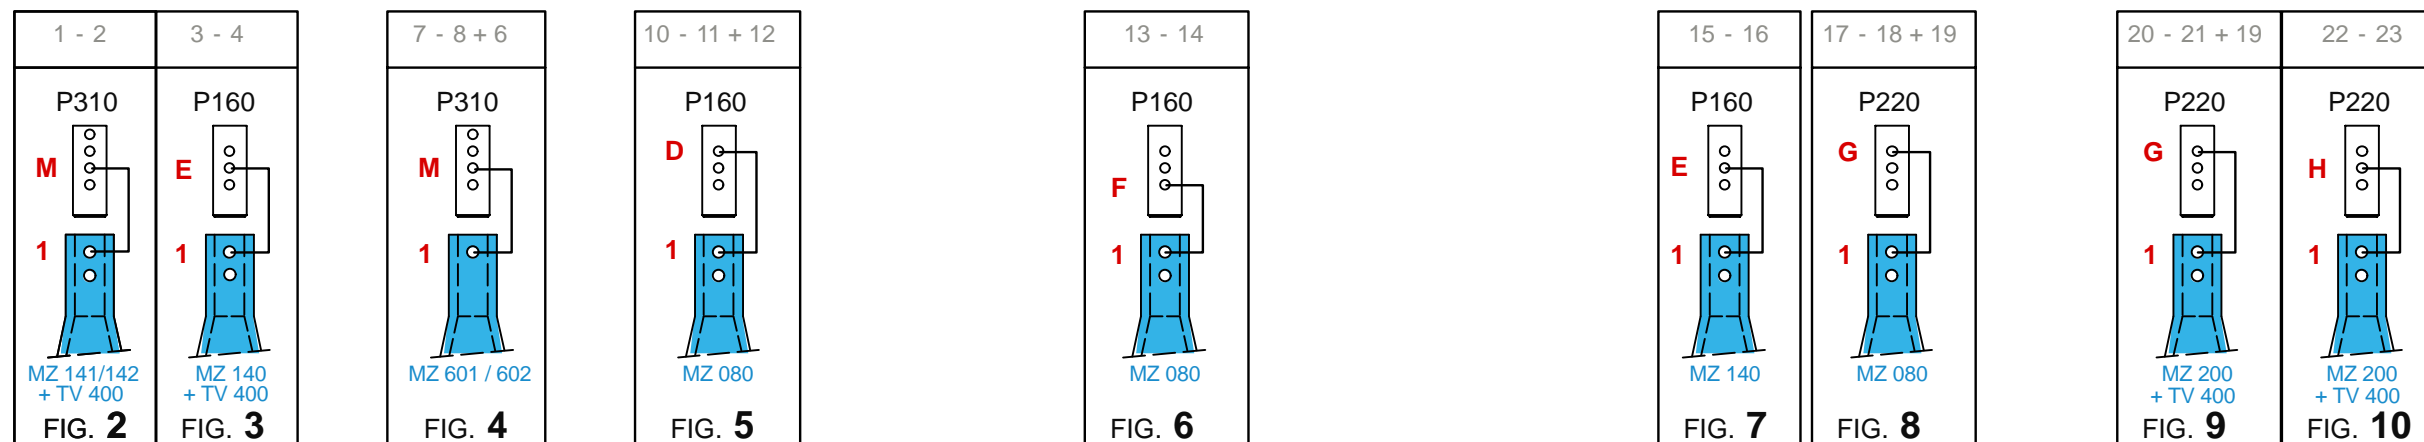 1 - 2
P310
M
1
MZ 141/142
+ TV 400
FIG. 2
3 - 4
P160
E
1
MZ 140
+ TV 400
FIG. 3
7 - 8 + 6
P310
M
1
MZ 601 / 602
FIG. 4
10 - 11 + 12
P160
D
1
MZ 080
FIG. 5
13 - 14
P160
F
1
MZ 080
FIG. 6
15 - 16
P160
E
1
MZ 140
FIG. 7
17 - 18 + 19
P220
G
1
MZ 080
FIG. 8
20 - 21 + 19
P220
G
1
MZ 200
+ TV 400
FIG. 9
22 - 23
P220
H
1
MZ 200
+ TV 400
FIG. 10